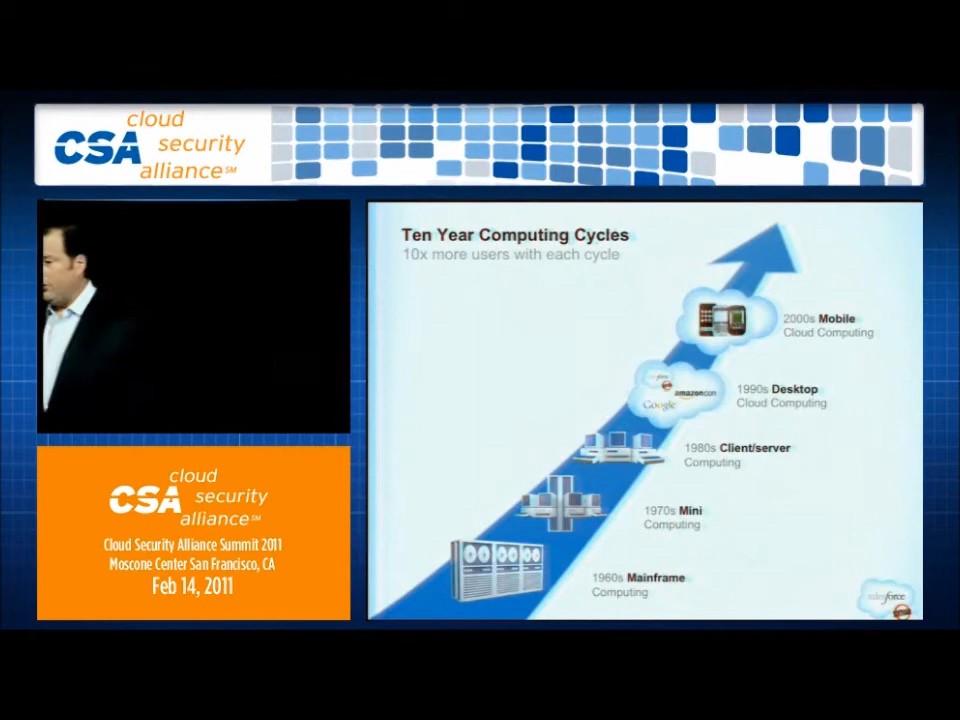 cloud
CSA security
alliance℠
Ten Year Computing Cycles
10x more users with each cycle
2000s Mobile
Cloud Computing
salesforce
amazon.com
Google
1990s Desktop
Cloud Computing
1980s Client/server
Computing
1970s Mini
Computing
1960s Mainframe
Computing
salesforce
cloud
CSA security
alliance℠
Cloud Security Alliance Summit 2011
Moscone Center San Francisco, CA
Feb 14, 2011